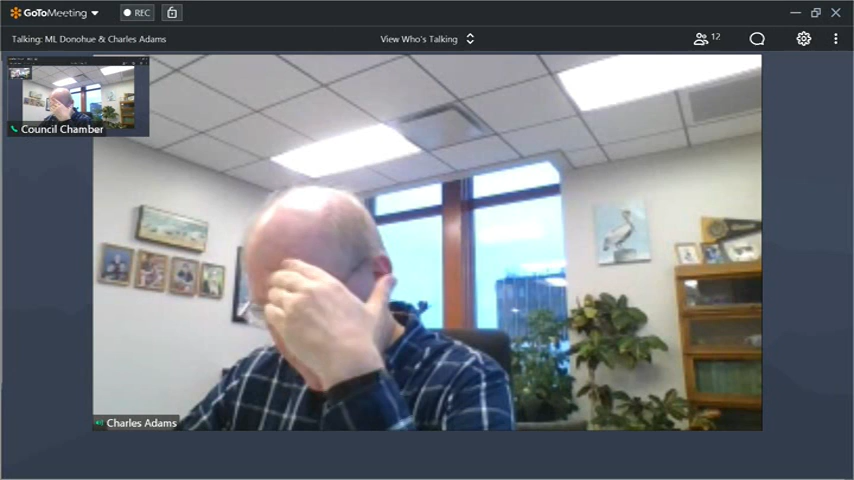 GoToMeeting
REC
Talking: ML Donohue & Charles Adams
View Who's Talking
12
Council Chamber
Charles Adams